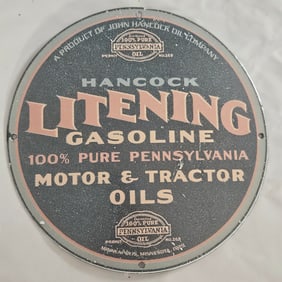 A PRODUCT OF JOHN HANCOCK OIL COMPANY
100% PURE
PENNSYLVANIA
OIL
HANCOCK
LITENING
GASOLINE
100% PURE PENNSYLVANIA
MOTOR & TRACTOR
OILS
100% PURE
PENNSYLVANIA
OIL
PERMIT
MINNEAPOLIS, MINNESOTA,